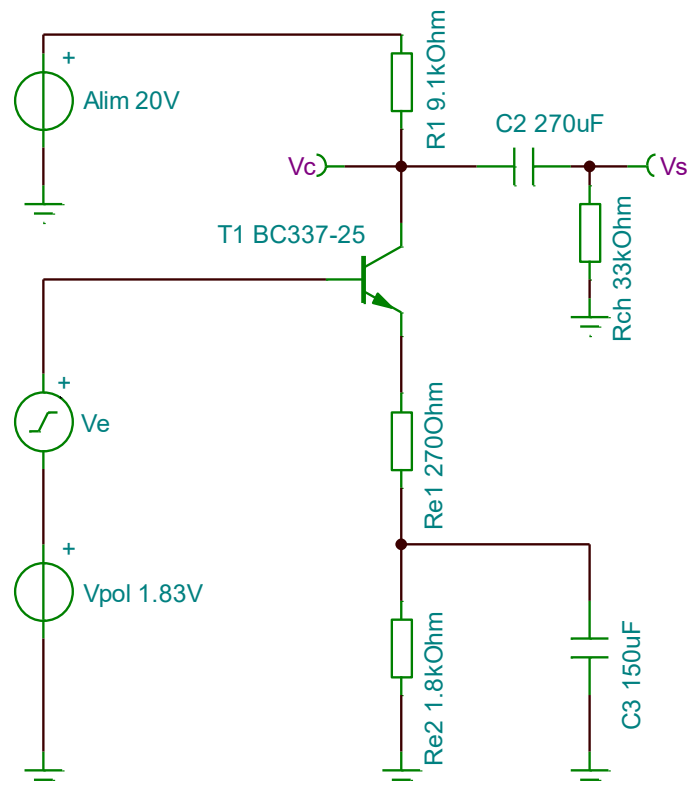 +
Alim 20V
R1 9.1kOhm
C2 270uF
Vc
Vs
T1 BC337-25
Rch 33kOhm
+
Ve
Re1 270Ohm
+
Vpol 1.83V
Re2 1.8kOhm
C3 150uF